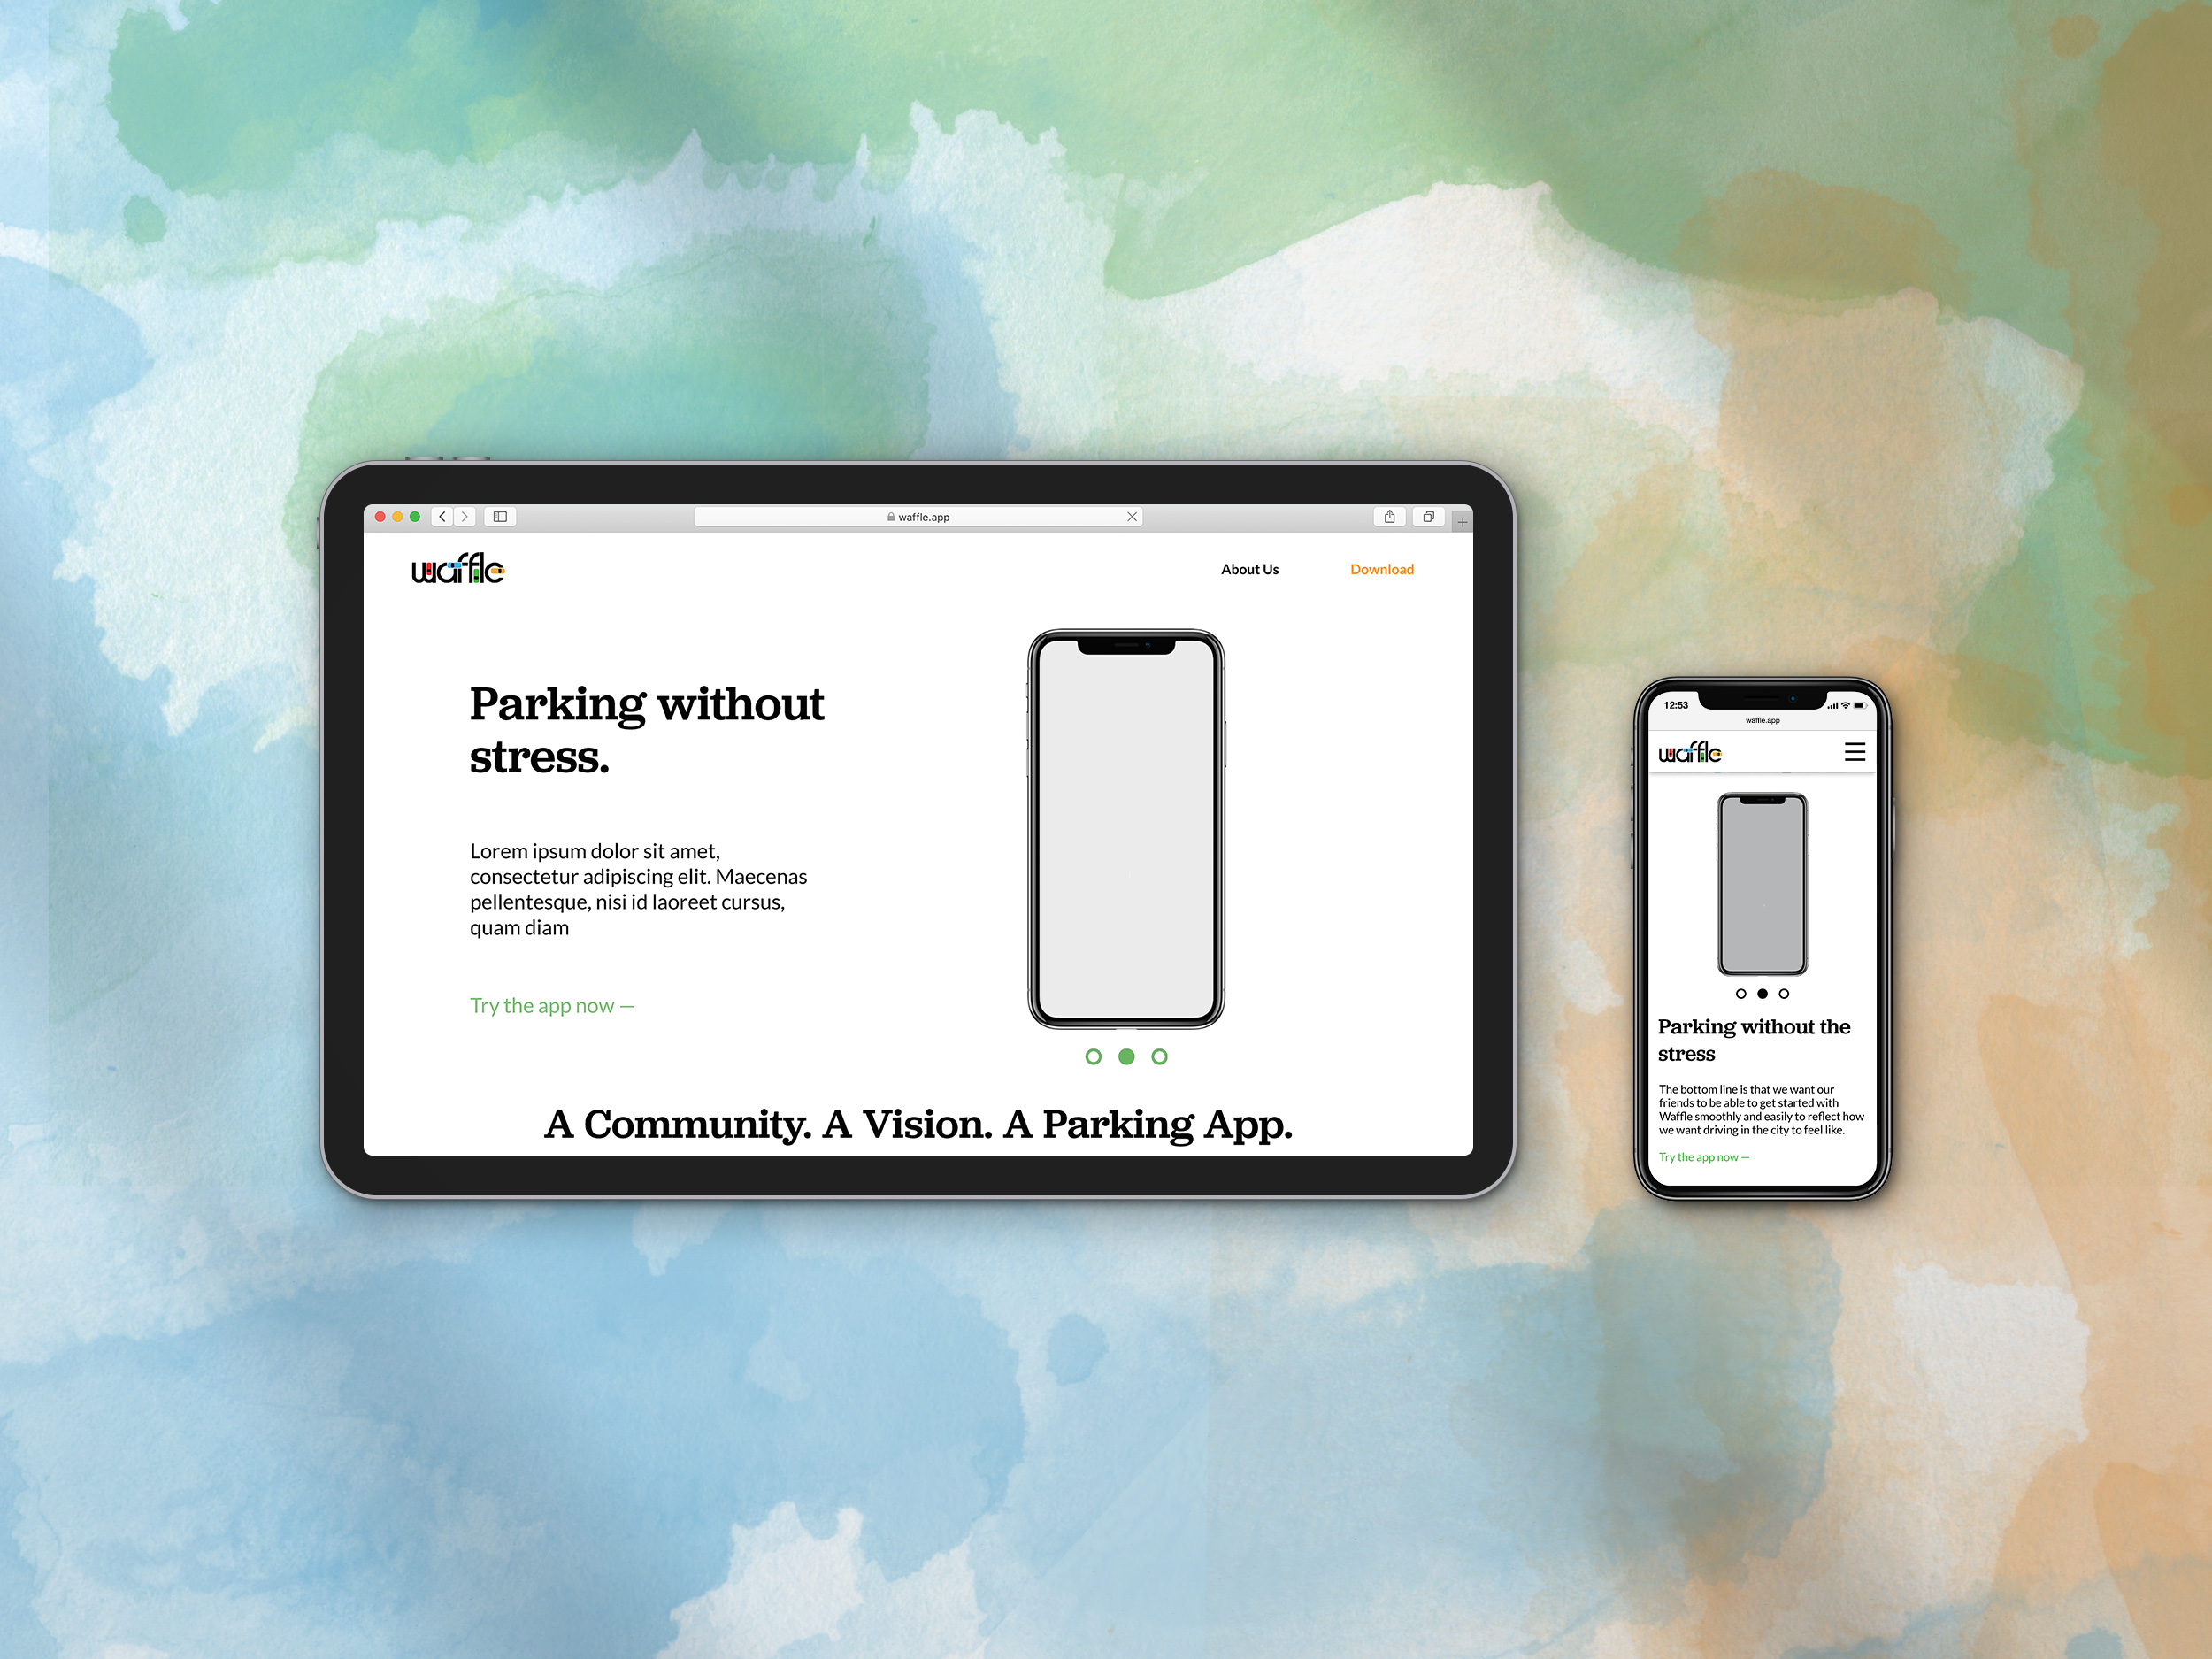 waffle.app
waffle
About Us
Download
Parking without
stress.
Lorem ipsum dolor sit amet,
consectetur adipiscing elit. Maecenas
pellentesque, nisi id laoreet cursus,
quam diam
Try the app now —
A Community. A Vision. A Parking App.
12:53
waffle.app
waffle
Parking without the
stress
The bottom line is that we want our
friends to be able to get started with
Waffle smoothly and easily to reflect how
we want driving in the city to feel like.
Try the app now —